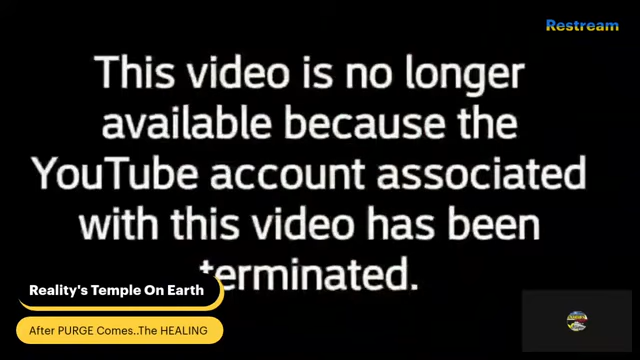 Restream
This video is no longer
available because the
YouTube account associated
with this video has been
terminated.
Reality's Temple On Earth
After PURGE Comes..The HEALING